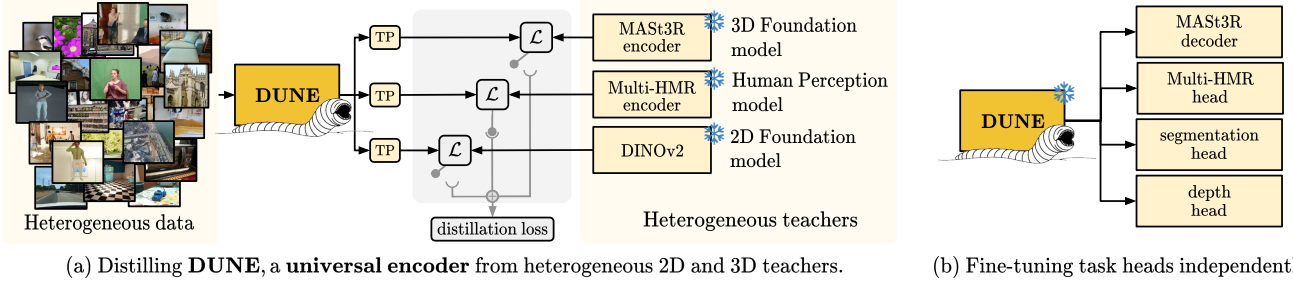 Heterogeneous data
DUNE
TP
TP
TP
ℒ
ℒ
ℒ
distillation loss
MASt3R
encoder
3D Foundation
model
Multi-HMR
encoder
Human Perception
model
DINOv2
2D Foundation
model
Heterogeneous teachers
(a) Distilling DUNE, a universal encoder from heterogeneous 2D and 3D teachers.
DUNE
MASt3R
decoder
Multi-HMR
head
segmentation
head
depth
head
(b) Fine-tuning task heads independentl